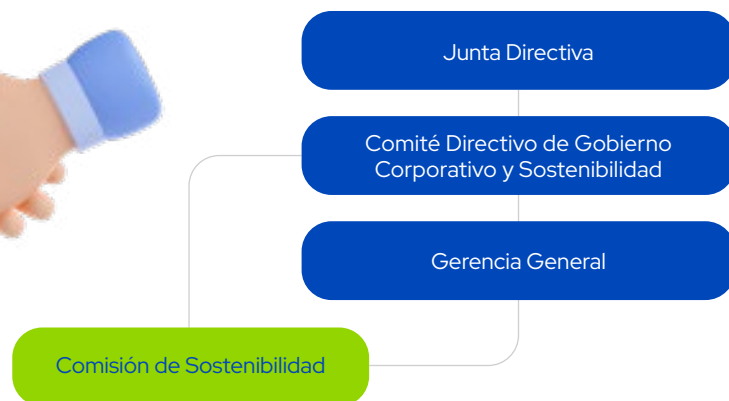 Junta Directiva
Comité Directivo de Gobierno
Corporativo y Sostenibilidad
Gerencia General
Comisión de Sostenibilidad